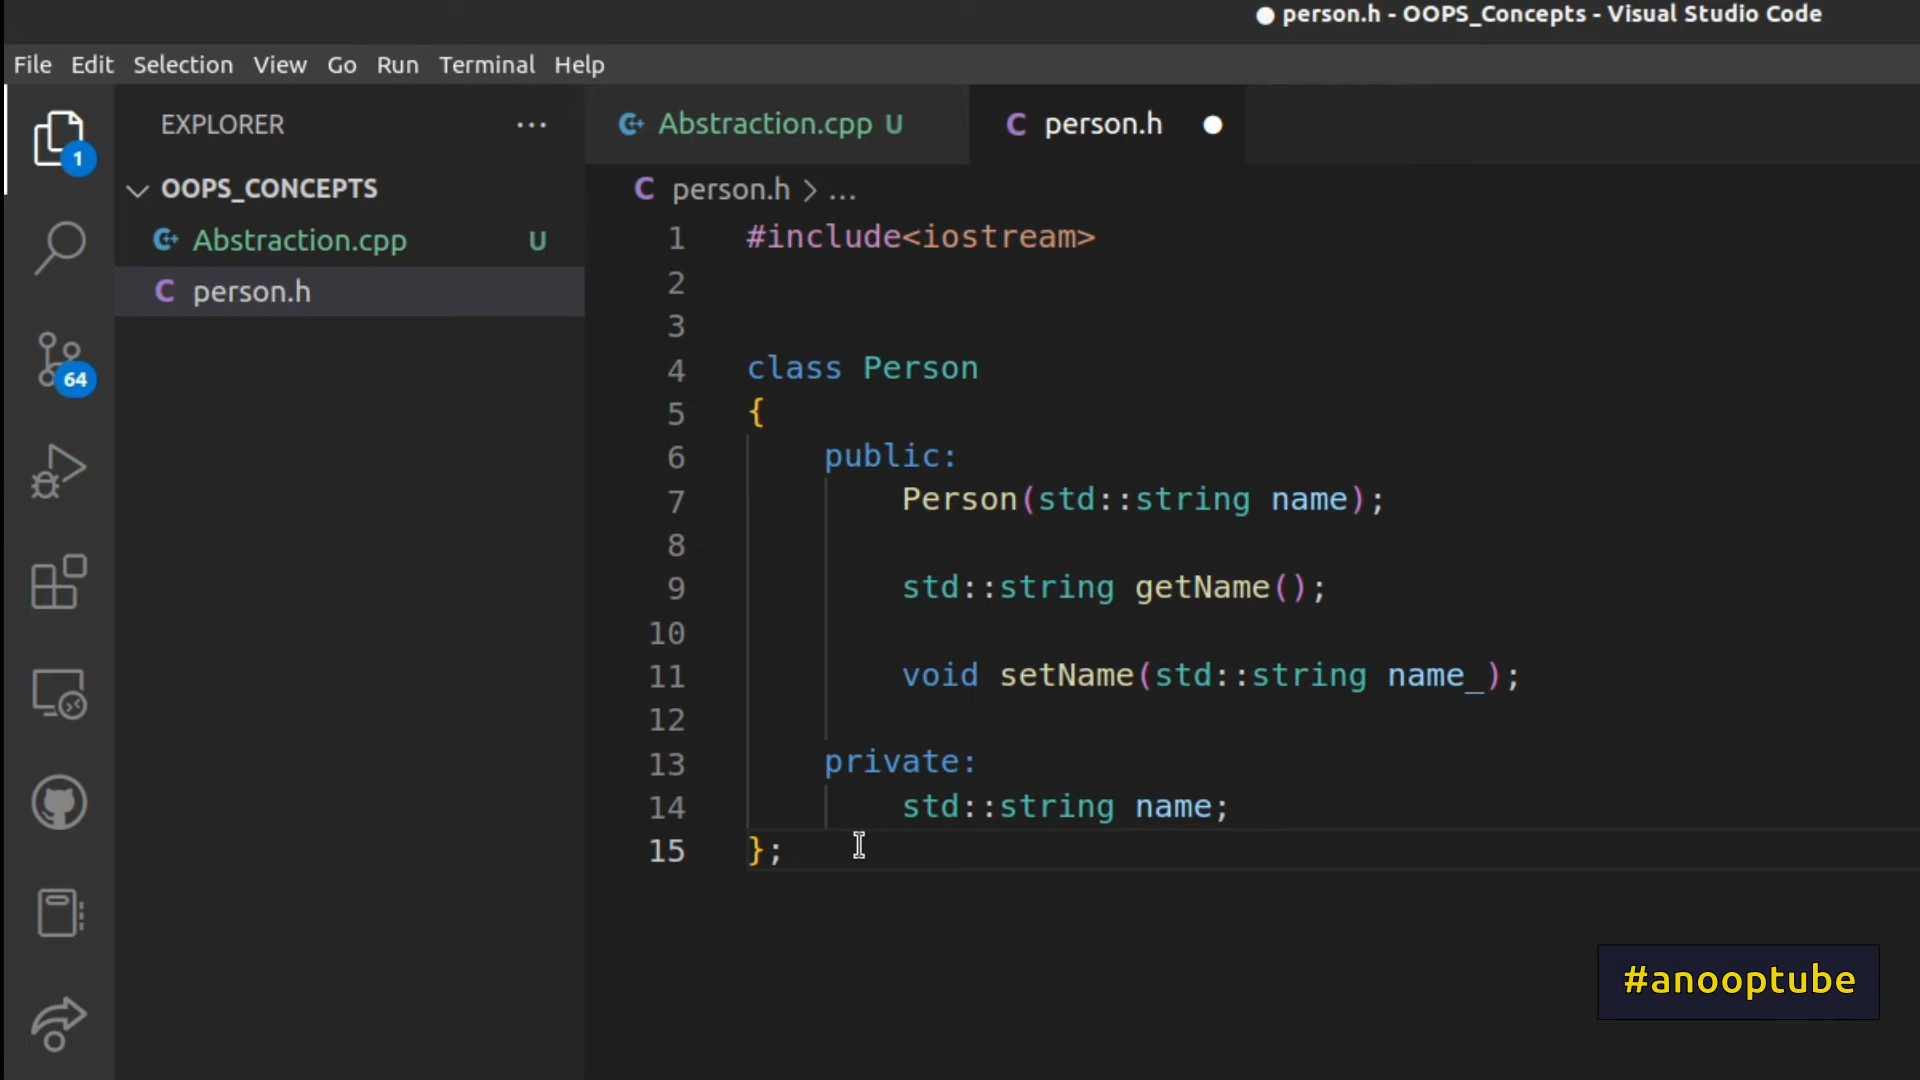 ● person.h - OOPS_Concepts - Visual Studio Code
File Edit Selection View Go Run Terminal Help
EXPLORER ...
Abstraction.cpp U
person.h ●
1
OOPS_CONCEPTS
person.h > ...
Abstraction.cpp U
person.h
64
1 #include<iostream>
2
3
4 class Person
5 {
6 public:
7 Person(std::string name);
8
9 std::string getName();
10
11 void setName(std::string name_);
12
13 private:
14 std::string name;
15 };
#anooptube